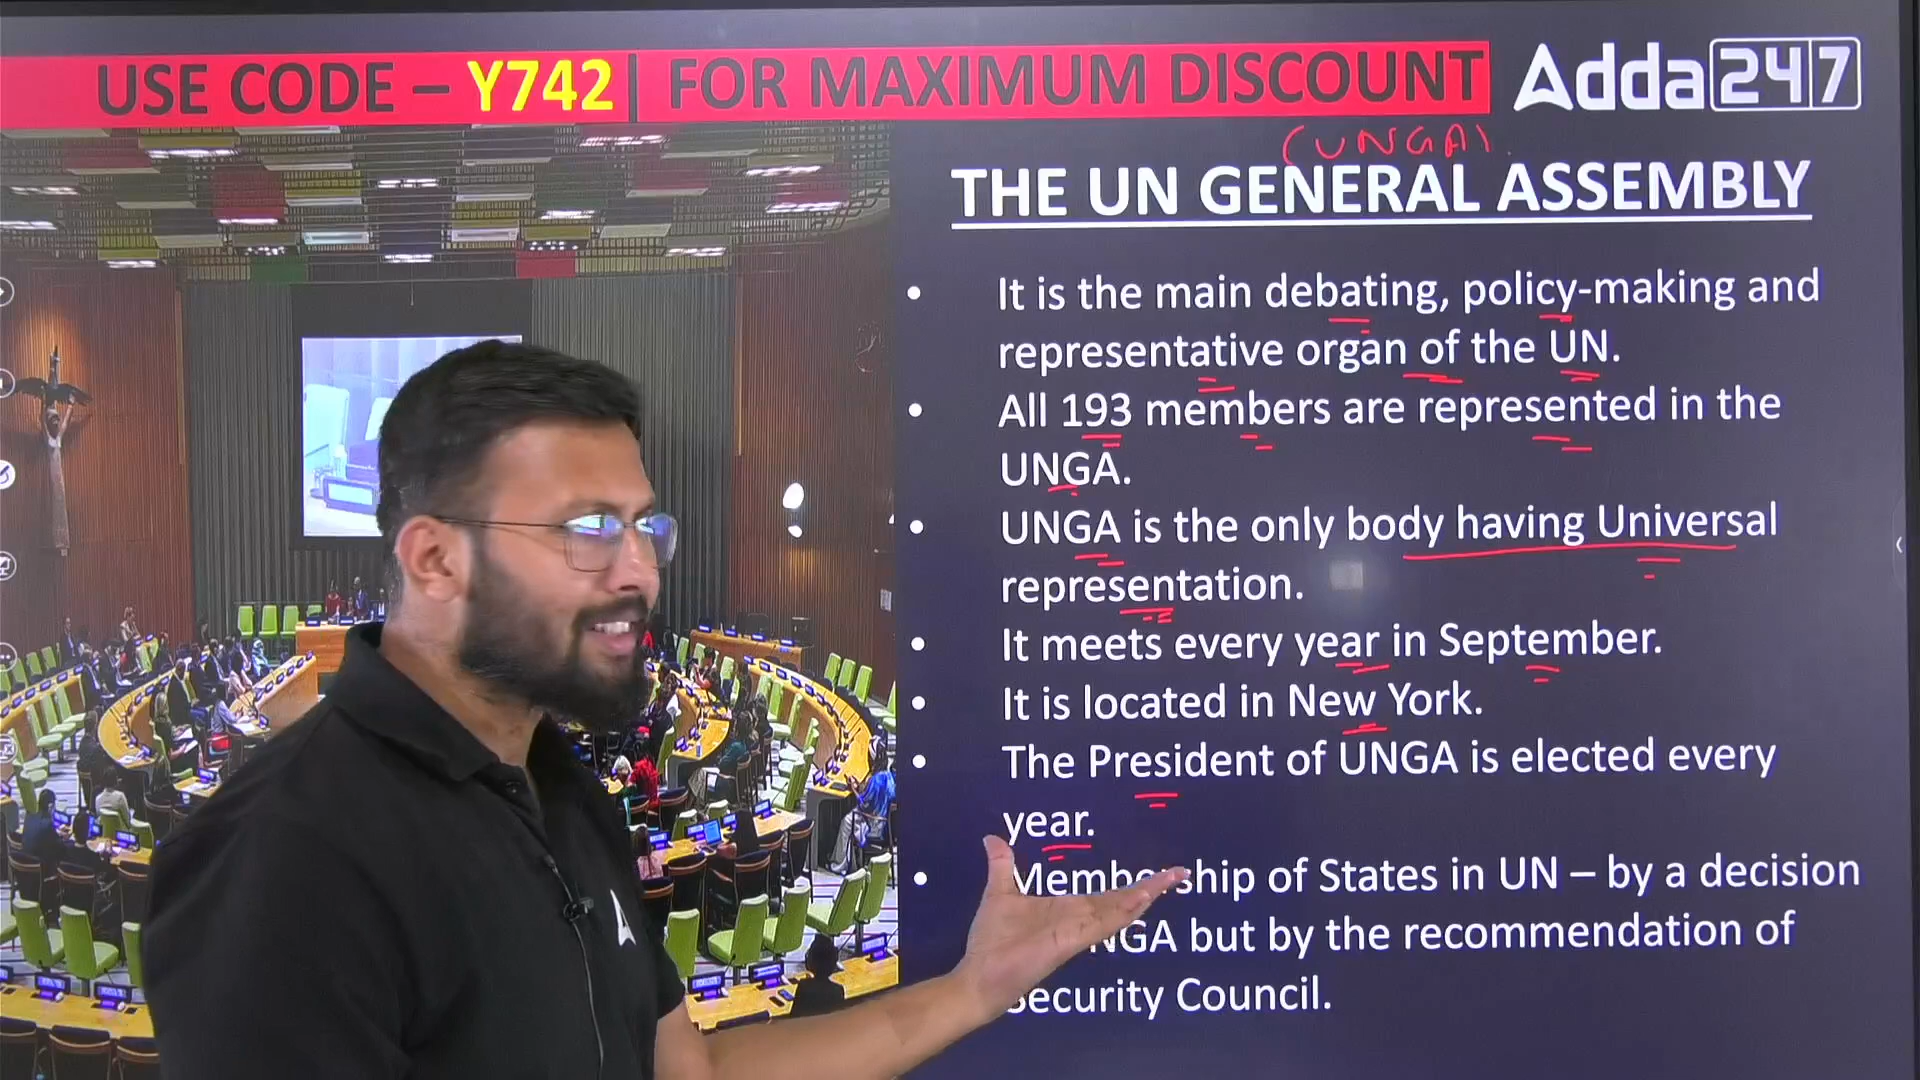 USE CODE – Y742 | FOR MAXIMUM DISCOUNT
Adda247
(UNGA)
THE UN GENERAL ASSEMBLY
• It is the main debating, policy-making and
representative organ of the UN.
• All 193 members are represented in the
UNGA.
• UNGA is the only body having Universal
representation.
• It meets every year in September.
• It is located in New York.
• The President of UNGA is elected every
year.
• Membership of States in UN – by a decision
UNGA but by the recommendation of
Security Council.